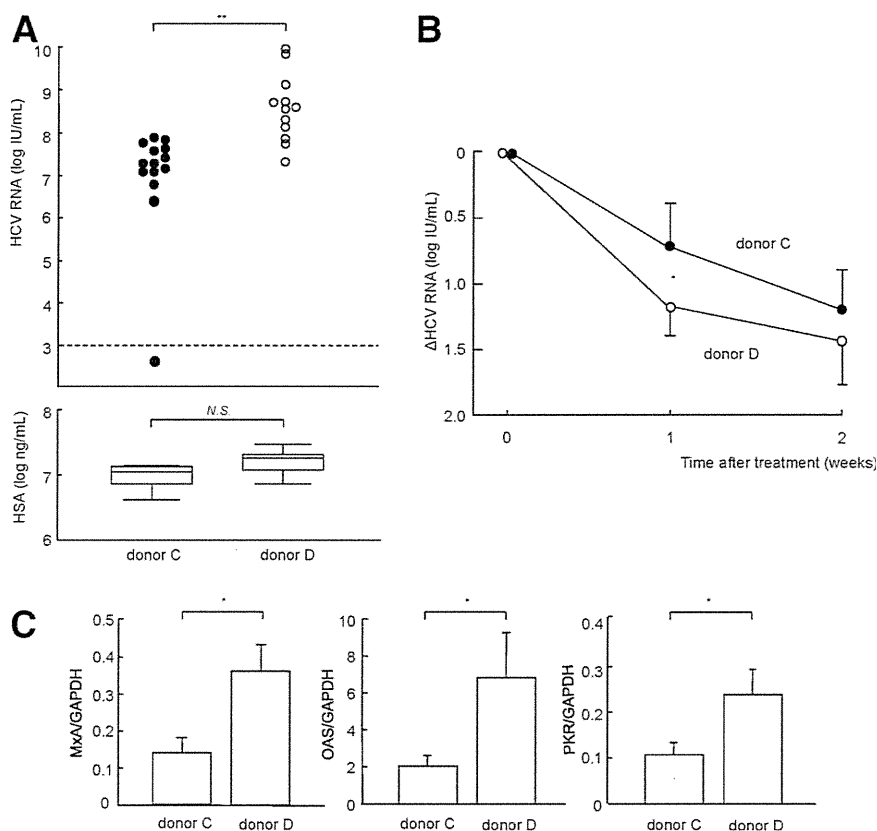 A
**
HCV RNA (log IU/mL)
10
9
8
7
6
5
4
3
HSA (log ng/mL)
8
7
6
N.S.
donor C
donor D
B
ΔHCV RNA (log IU/mL)
0
0.5
1.0
1.5
2.0
donor C
*
donor D
0
1
2
Time after treatment (weeks)
C
MxA/GAPDH
0.5
0.4
0.3
0.2
0.1
0
*
donor C
donor D
OAS/GAPDH
10
8
6
4
2
0
*
donor C
donor D
PKR/GAPDH
0.4
0.3
0.2
0.1
0
*
donor C
donor D